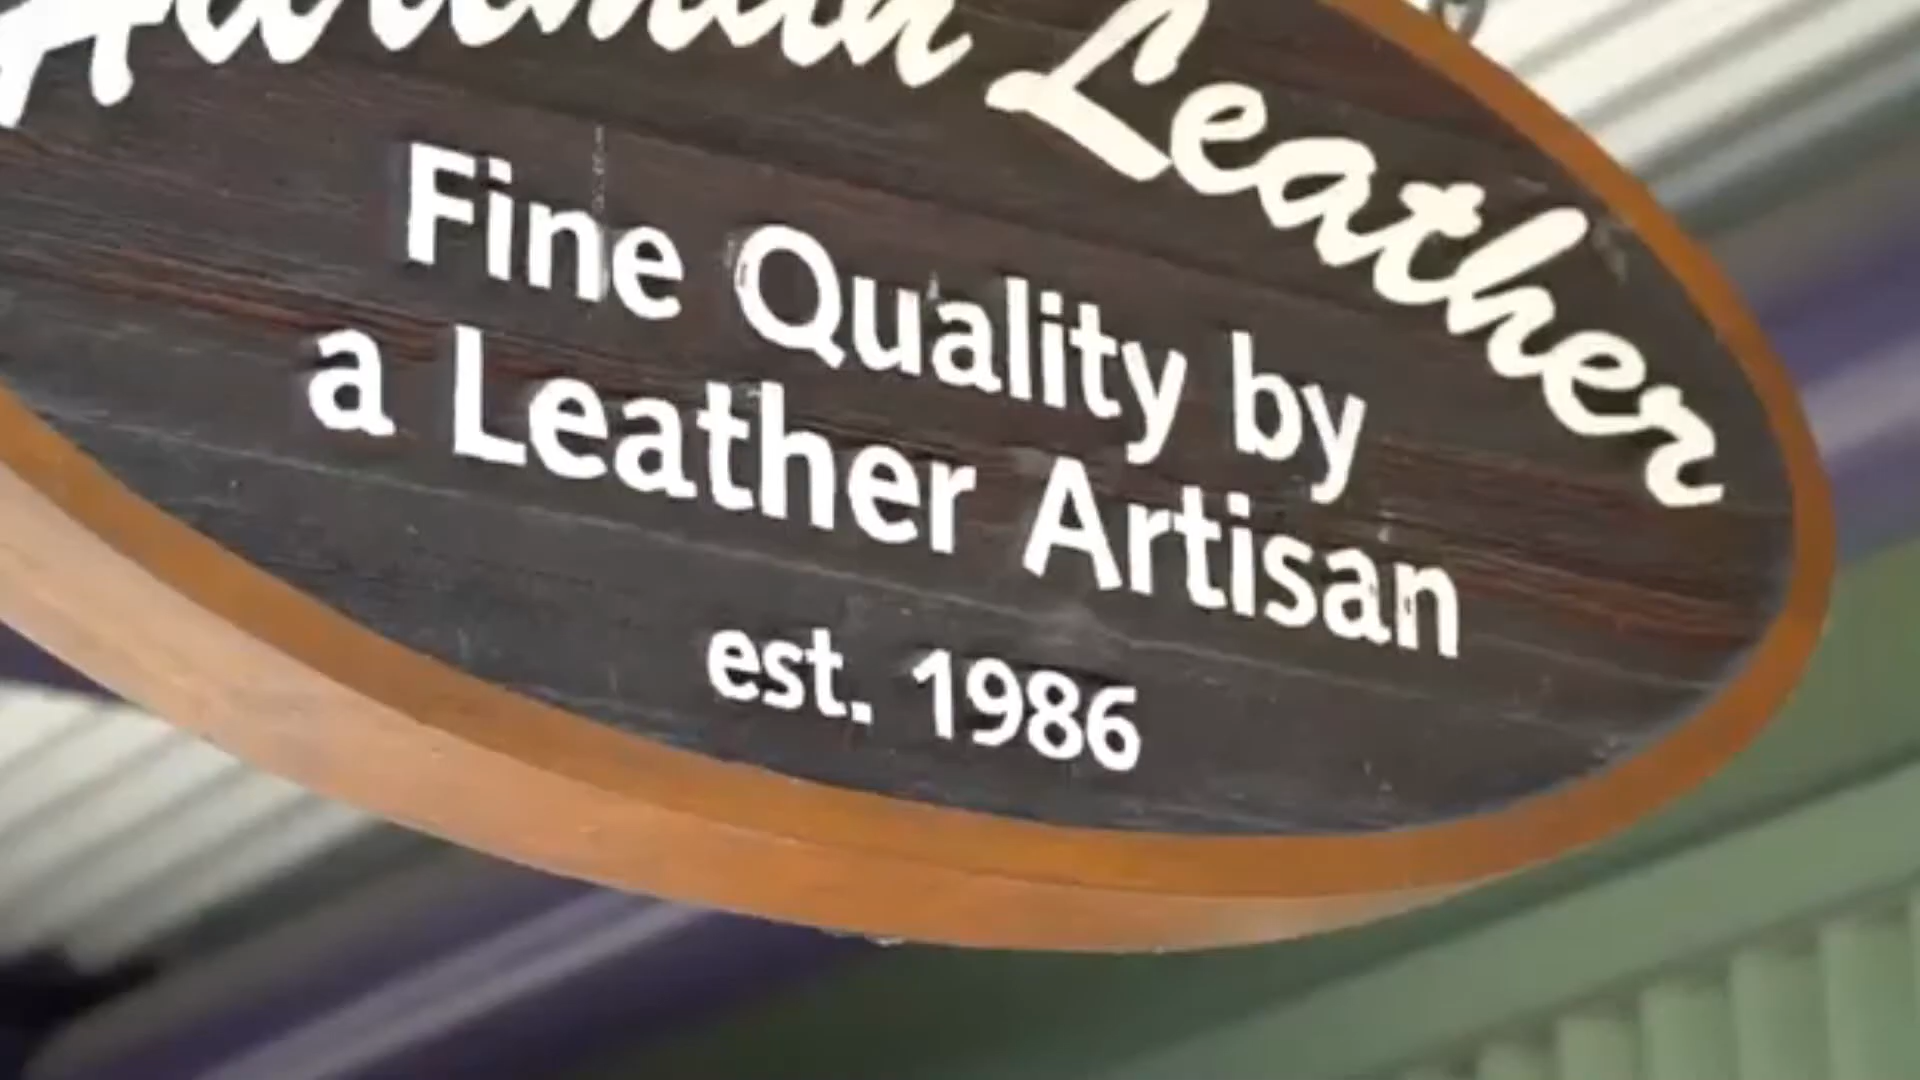 Leather
Fine Quality by
a Leather Artisan
est. 1986